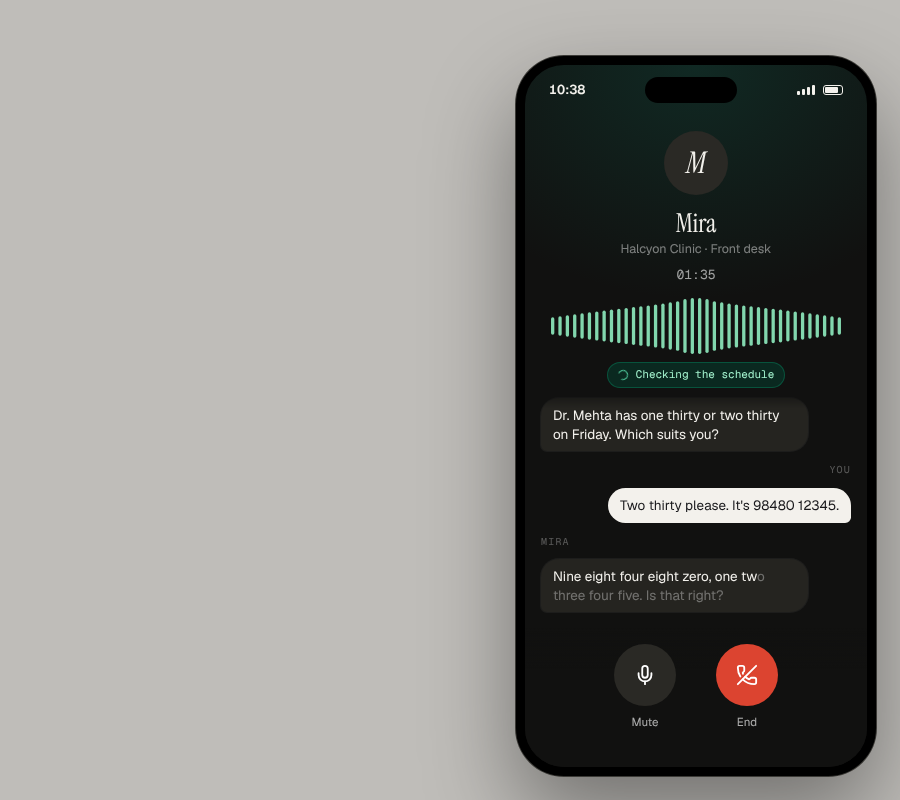 10:38
M
Mira
Halcyon Clinic · Front desk
01:35
Checking the schedule
Dr. Mehta has one thirty or two thirty
on Friday. Which suits you?
YOU
Two thirty please. It's 98480 12345.
MIRA
Nine eight four eight zero, one two
three four five. Is that right?
Mute
End